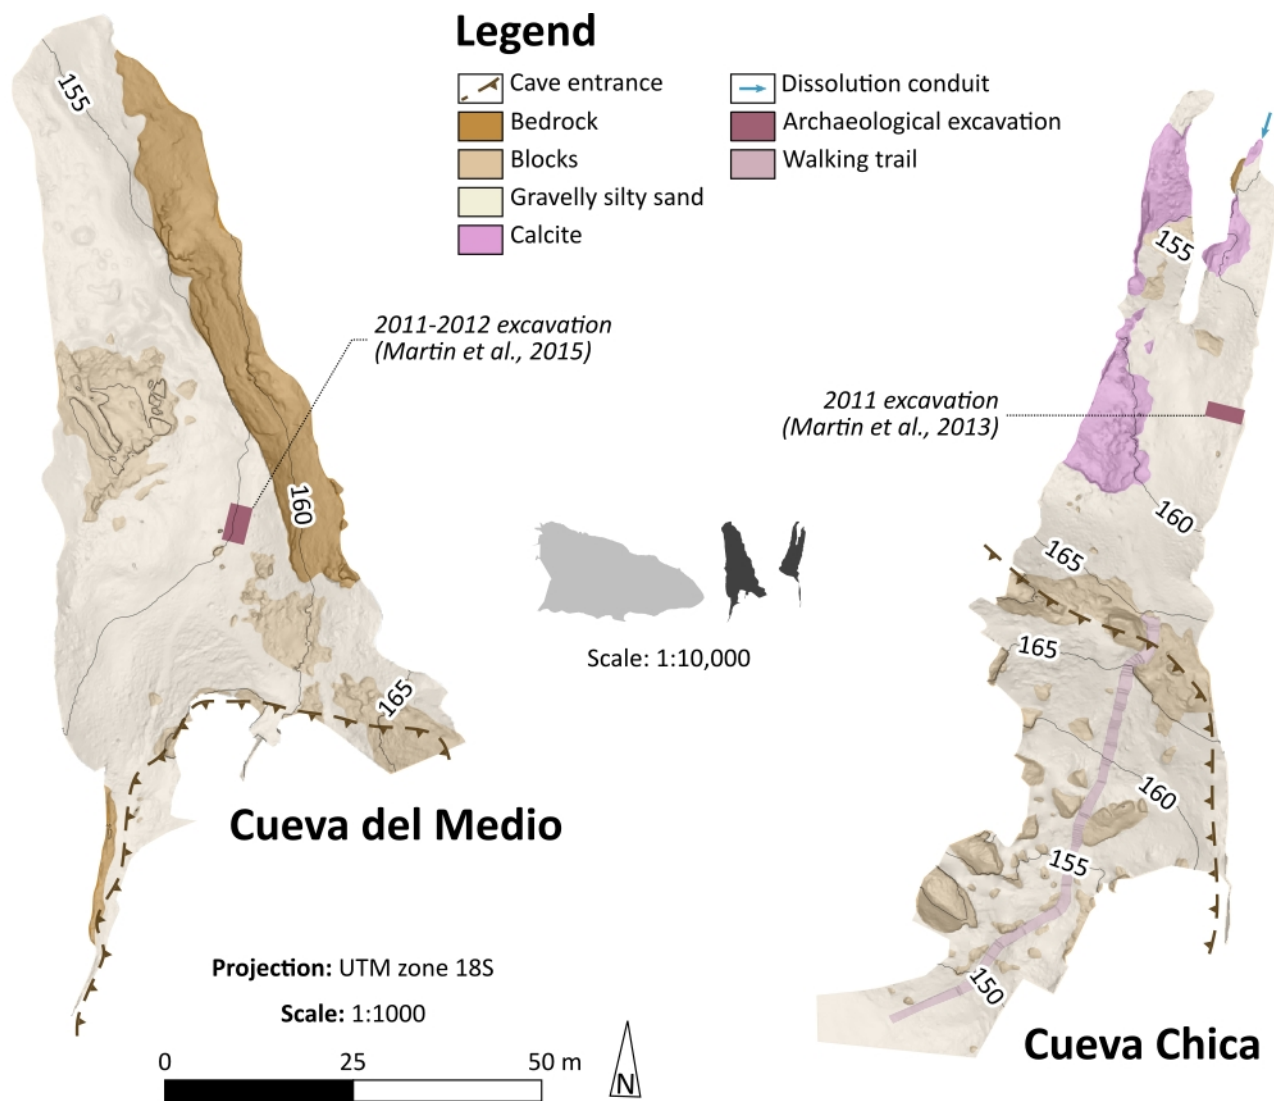 Legend
Cave entrance
Bedrock
Blocks
Gravelly silty sand
Calcite
Dissolution conduit
Archaeological excavation
Walking trail
155
2011-2012 excavation
(Martin et al., 2015)
160
165
Cueva del Medio
155
2011 excavation
(Martin et al., 2013)
160
165
165
160
155
150
Cueva Chica
Scale: 1:10,000
Projection: UTM zone 18S
Scale: 1:1000
0 25 50 m
N